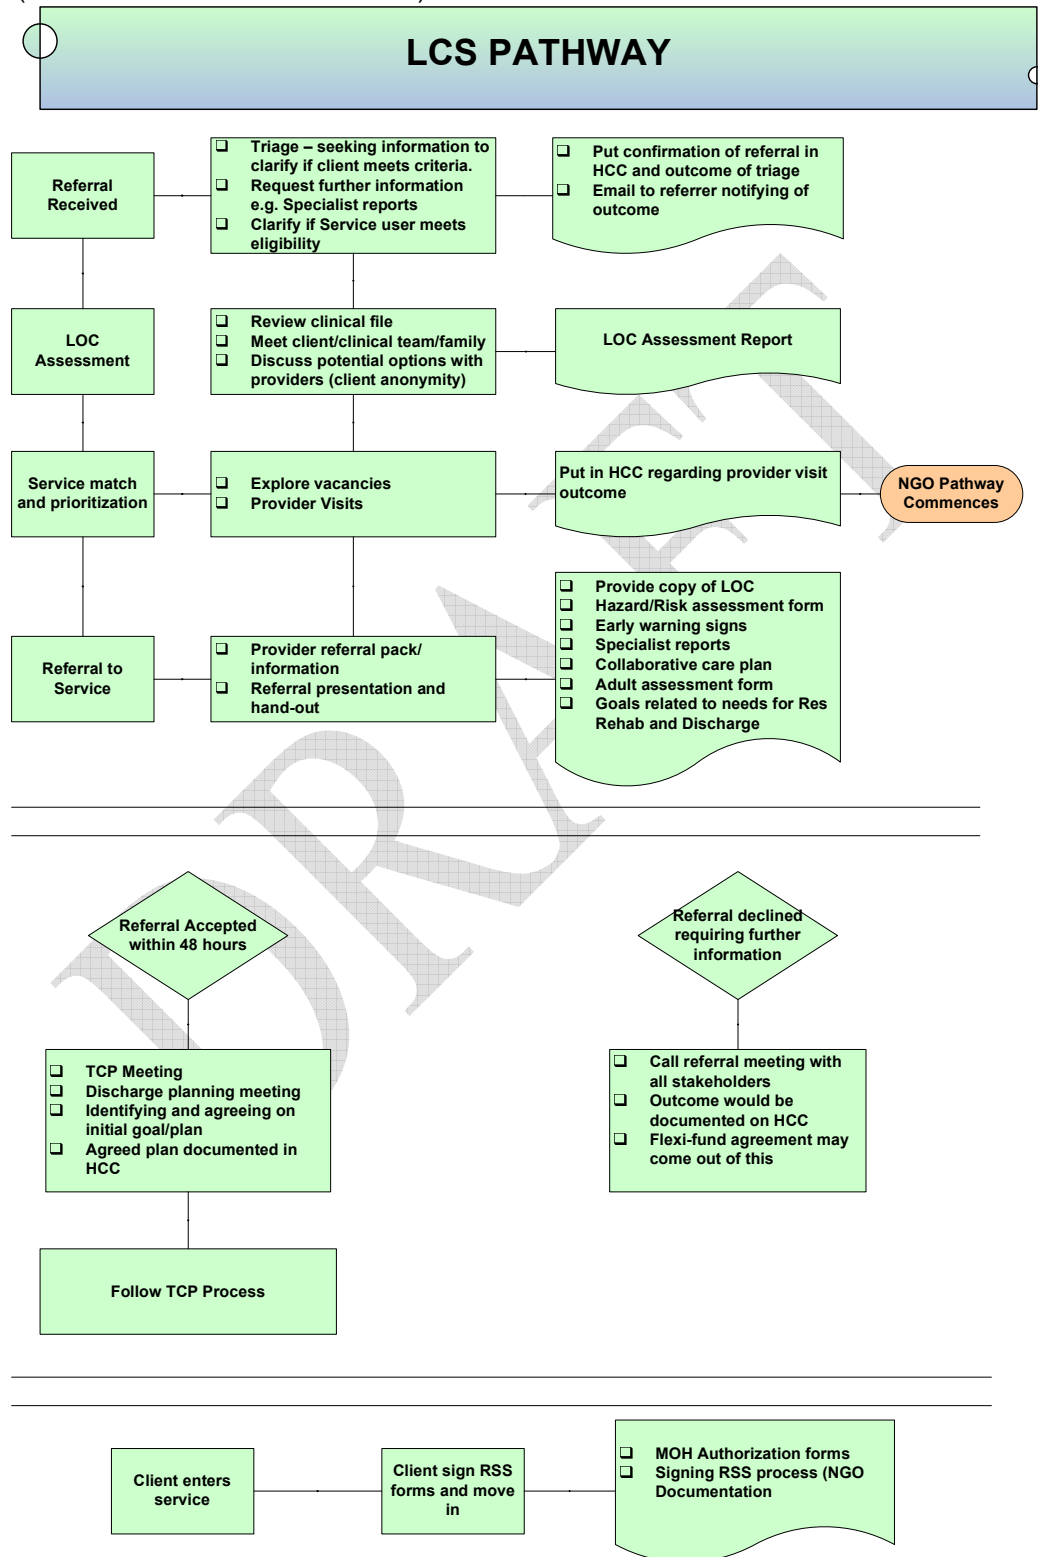 LCS PATHWAY
Referral
Received
❑ Triage – seeking information to
clarify if client meets criteria.
❑ Request further information
e.g. Specialist reports
❑ Clarify if Service user meets
eligibility
❑ Put confirmation of referral in
HCC and outcome of triage
❑ Email to referrer notifying of
outcome
LOC
Assessment
❑ Review clinical file
❑ Meet client/clinical team/family
❑ Discuss potential options with
providers (client anonymity)
LOC Assessment Report
Service match
and prioritization
❑ Explore vacancies
❑ Provider Visits
Put in HCC regarding provider visit
outcome
NGO Pathway
Commences
Referral to
Service
❑ Provider referral pack/
information
❑ Referral presentation and
hand-out
❑ Provide copy of LOC
❑ Hazard/Risk assessment form
❑ Early warning signs
❑ Specialist reports
❑ Collaborative care plan
❑ Adult assessment form
❑ Goals related to needs for Res
Rehab and Discharge
DRAFT
Referral Accepted
within 48 hours
❑ TCP Meeting
❑ Discharge planning meeting
❑ Identifying and agreeing on
initial goal/plan
❑ Agreed plan documented in
HCC
Follow TCP Process
Referral declined
requiring further
information
❑ Call referral meeting with
all stakeholders
❑ Outcome would be
documented on HCC
❑ Flexi-fund agreement may
come out of this
Client enters
service
Client sign RSS
forms and move
in
❑ MOH Authorization forms
❑ Signing RSS process (NGO
Documentation